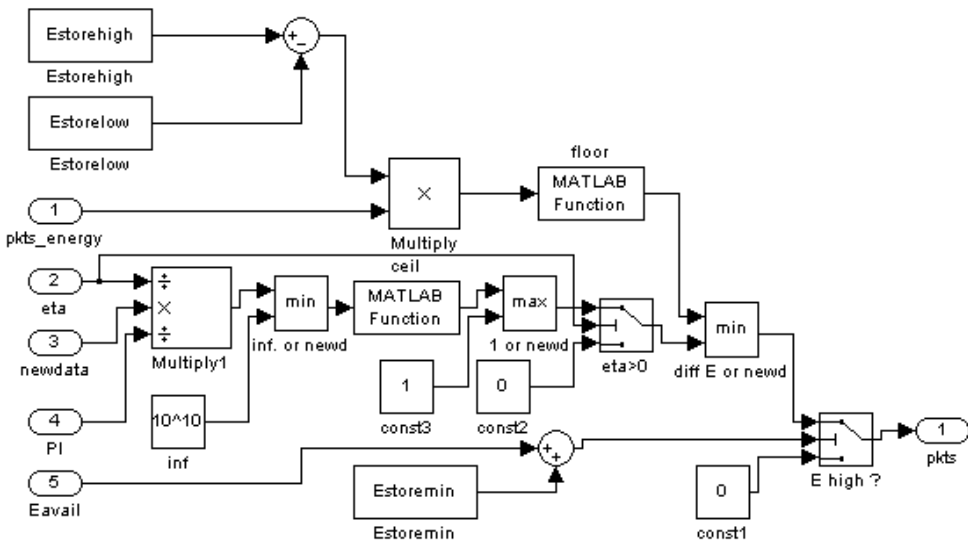 Estorehigh
+
−
Estorehigh
Estorelow
Estorelow
floor
MATLAB
Function
×
1
pkts_energy
Multiply
ceil
2
eta
÷
×
÷
min
MATLAB
Function
max
min
3
newdata
Multiply1
inf. or newd
1 or newd
eta>0
diff E or newd
4
PI
10^10
inf
1
const3
0
const2
+
+
1
pkts
5
Eavail
Estoremin
Estoremin
0
const1
E high ?